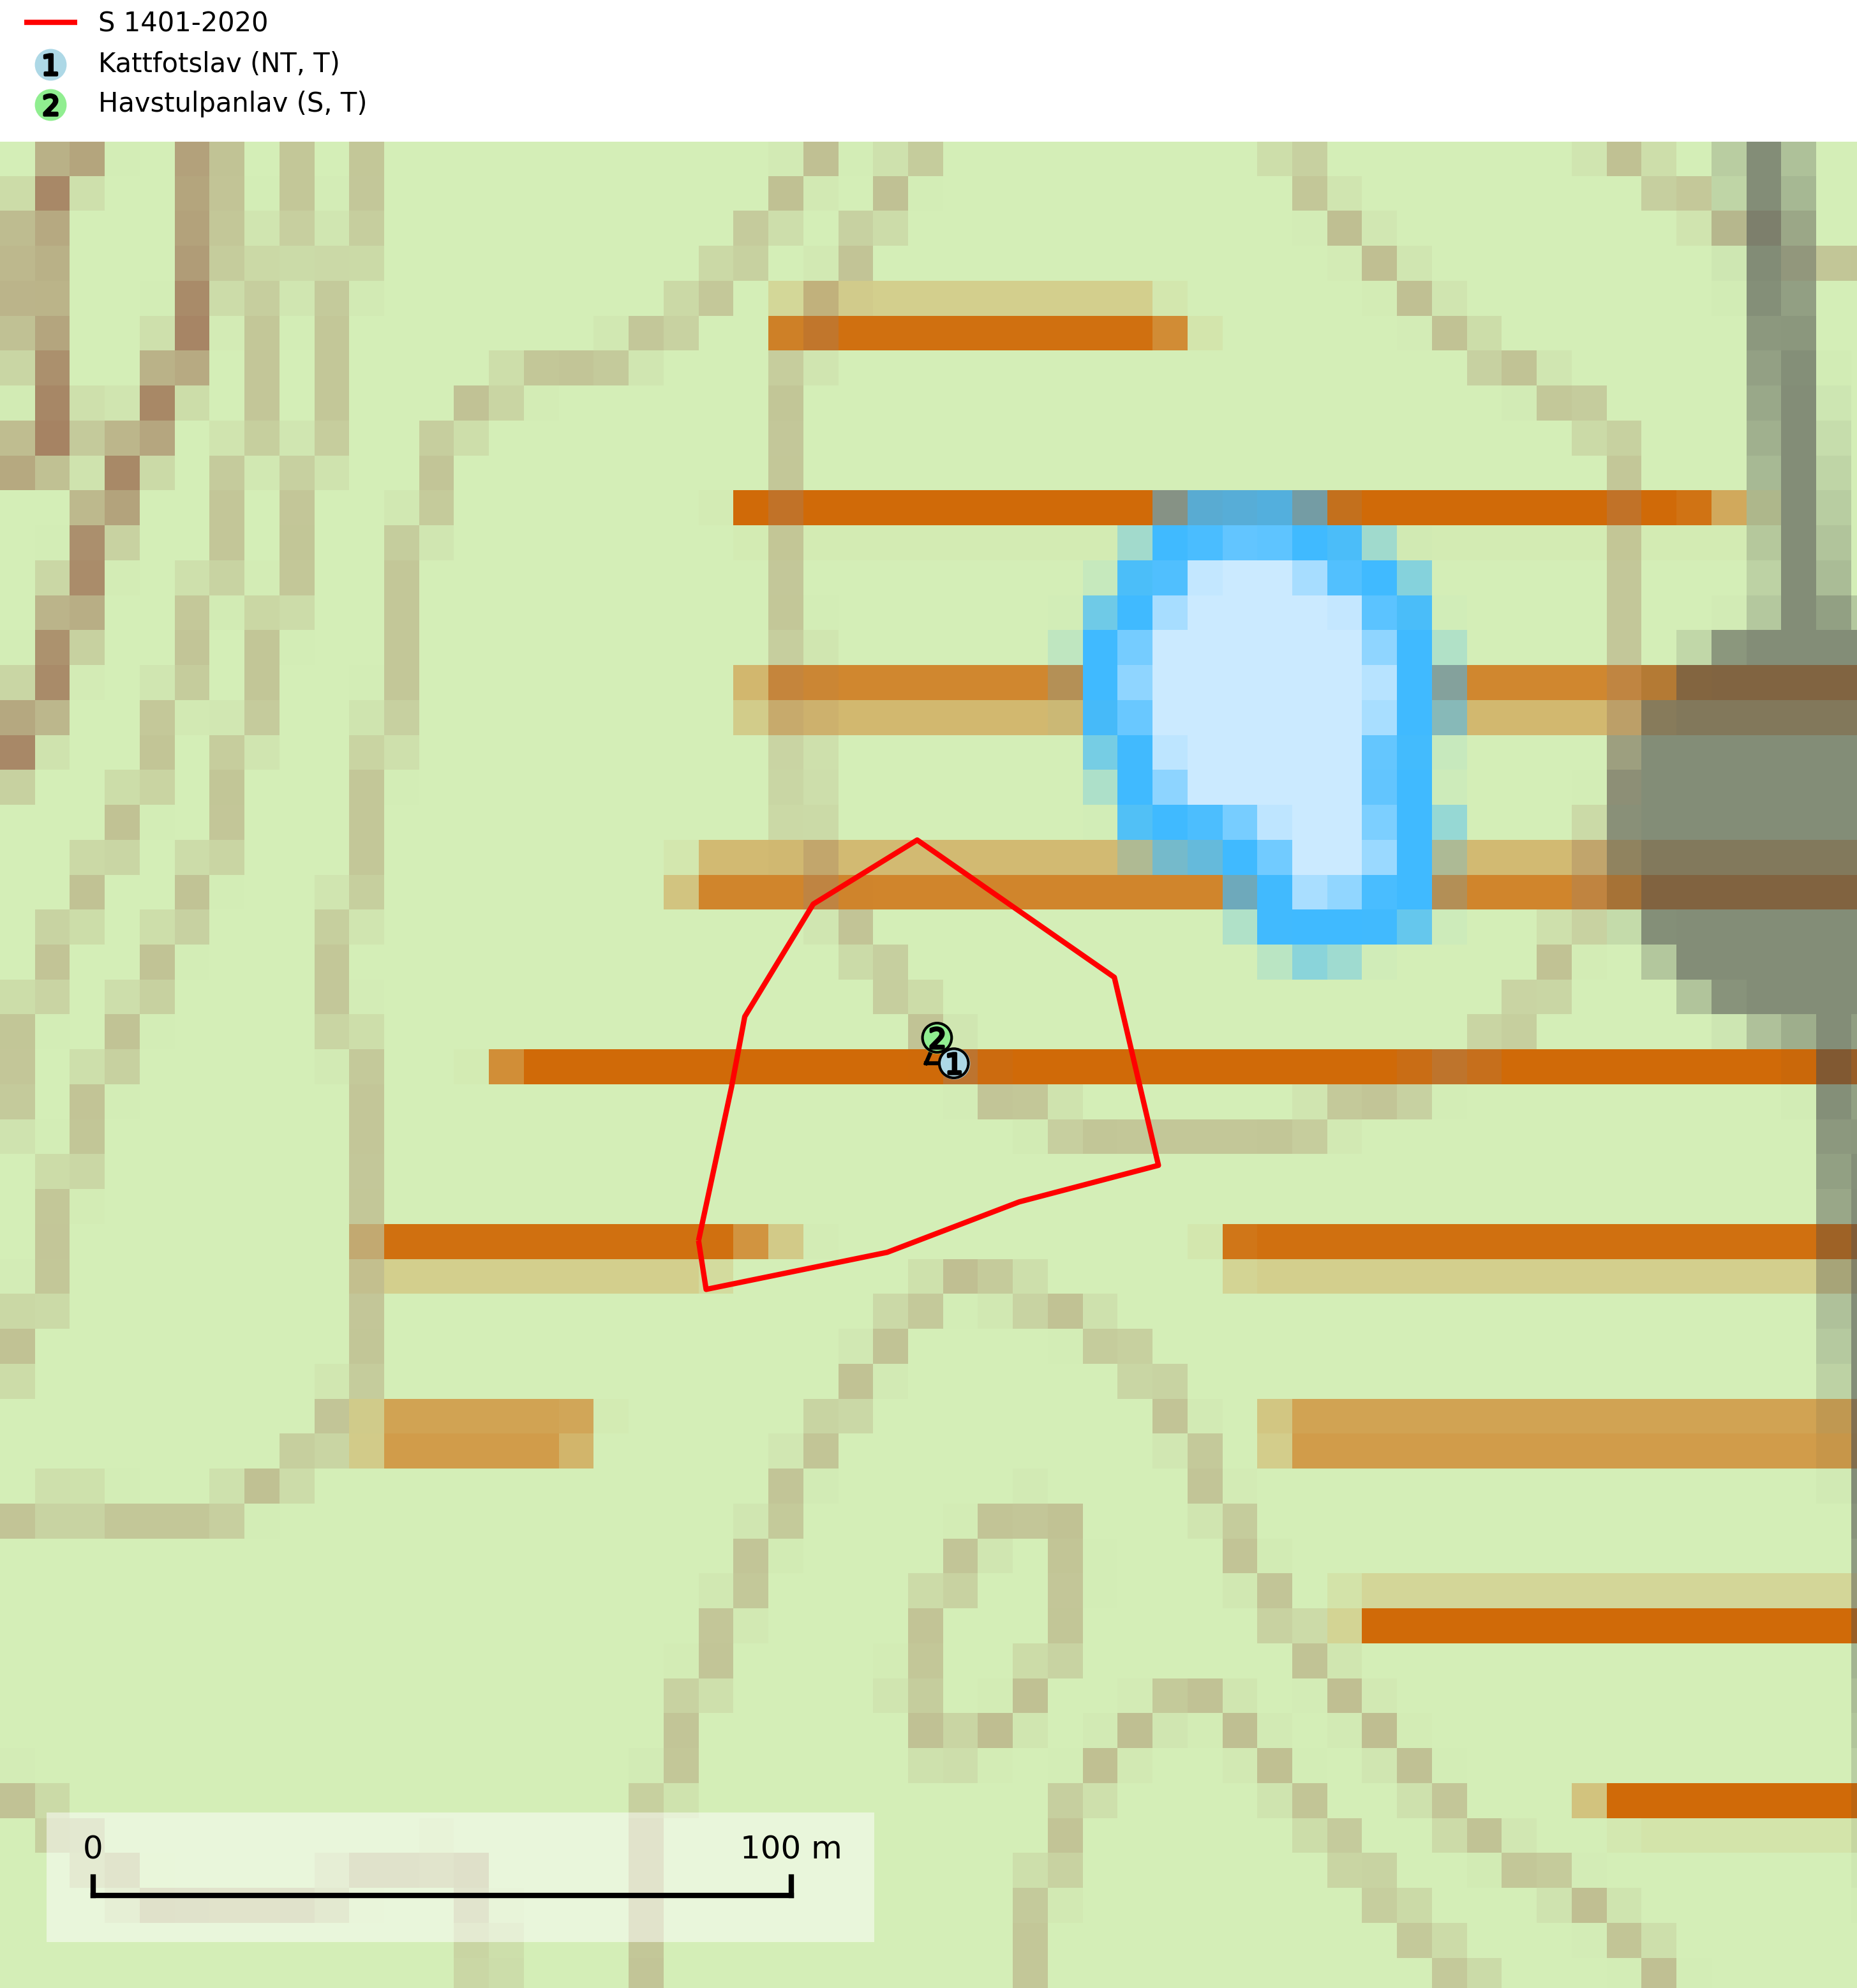 S 1401-2020
1 Kattfotslav (NT, T)
2 Havstulpanlav (S, T)
2
1
0 100 m